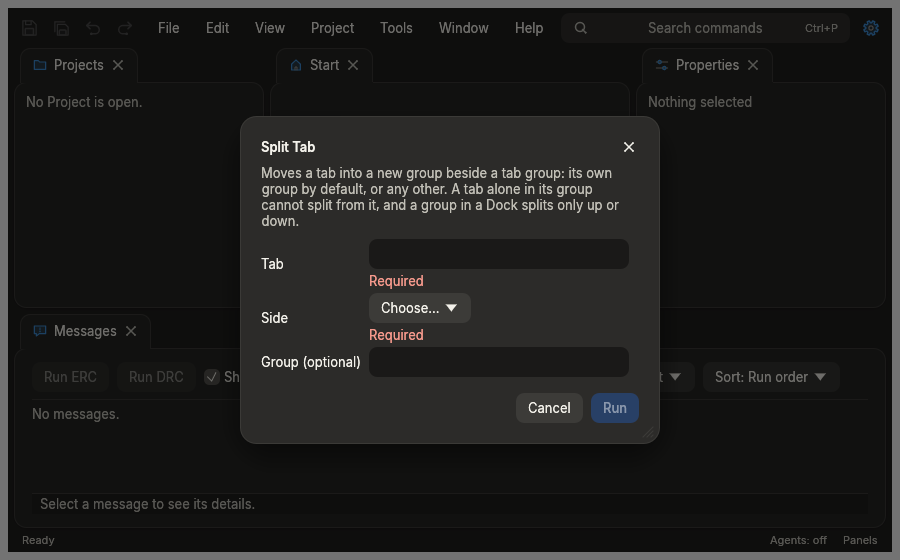 File Edit View Project Tools Window Help Search commands Ctrl+P
Projects Start Properties
No Project is open. Nothing selected
Split Tab
Moves a tab into a new group beside a tab group: its own
group by default, or any other. A tab alone in its group
cannot split from it, and a group in a Dock splits only up or
down.
Tab
Required
Side Choose...
Required
Group (optional)
Cancel Run
Messages
Run ERC Run DRC Sh t Sort: Run order
No messages.
Select a message to see its details.
Ready Agents: off Panels